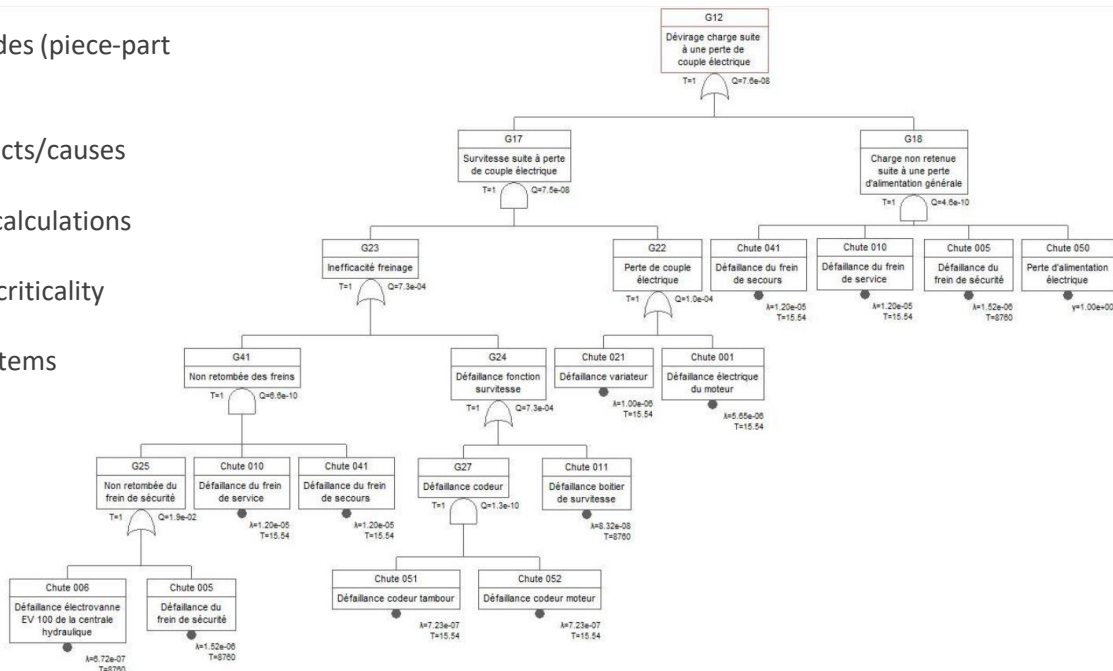 des (piece-part
cts/causes
calculations
criticality
tems
G12
Dévirage charge suite
à une perte de
couple électrique
T=1
Q=7.6e-08
G17
Survitesse suite à perte
de couple électrique
T=1
Q=7.5e-08
G18
Charge non retenue
suite à une perte
d'alimentation générale
T=1
Q=4.6e-10
G23
Inefficacité freinage
T=1
Q=7.3e-04
G22
Perte de couple
électrique
T=1
Q=1.0e-04
Chute 041
Défaillance du frein
de secours
λ=1.20e-05
T=15.54
Chute 010
Défaillance du frein
de service
λ=1.20e-05
T=15.54
Chute 005
Défaillance du
frein de sécurité
λ=1.52e-06
T=8760
Chute 050
Perte d'alimentation
électrique
γ=1.00e+00
G41
Non retombée des freins
T=1
Q=6.6e-10
G24
Défaillance fonction
survitesse
T=1
Q=7.3e-04
Chute 021
Défaillance variateur
λ=1.00e-06
T=15.54
Chute 001
Défaillance électrique
du moteur
λ=5.65e-06
T=15.54
G25
Non retombée du
frein de sécurité
T=1
Q=1.9e-02
Chute 010
Défaillance du frein
de service
λ=1.20e-05
T=15.54
Chute 041
Défaillance du frein
de secours
λ=1.20e-05
T=15.54
G27
Défaillance codeur
T=1
Q=1.3e-10
Chute 011
Défaillance boitier
de survitesse
λ=8.32e-08
T=8760
Chute 006
Défaillance électrovanne
EV 100 de la centrale
hydraulique
λ=6.72e-07
T=8760
Chute 005
Défaillance du
frein de sécurité
λ=1.52e-06
T=8760
Chute 051
Défaillance codeur tambour
λ=7.23e-07
T=15.54
Chute 052
Défaillance codeur moteur
λ=7.23e-07
T=15.54